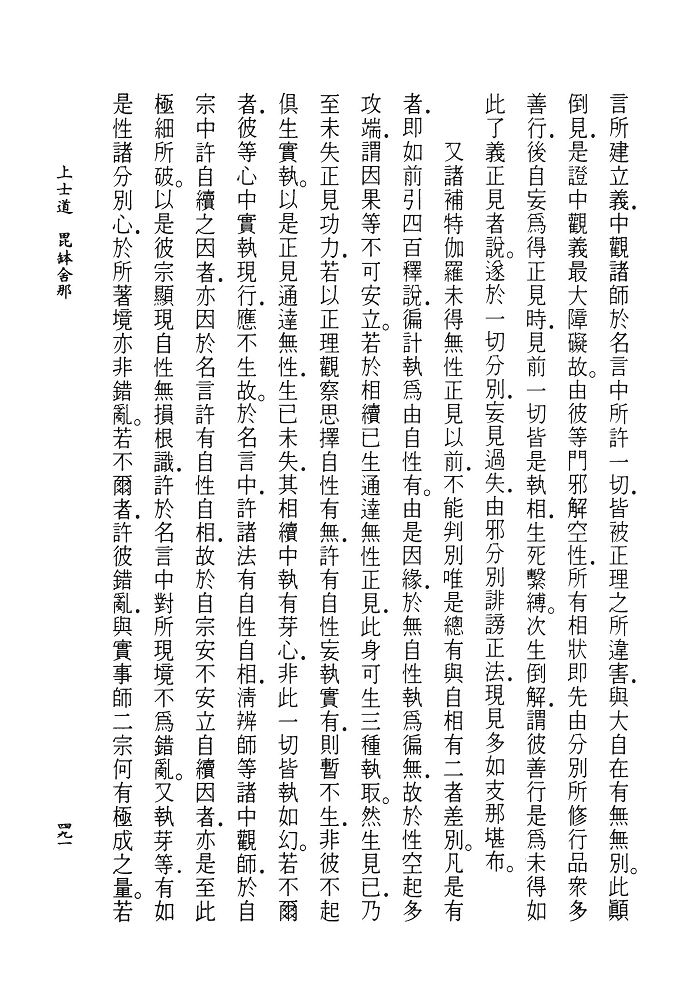 言所建立義．中觀諸師於名言中所許一切．皆被正理之所違害．與大自在有無無別。此顚
倒見．是證中觀義最大障礙故。由彼等門邪解空性．所有相狀即先由分別所修行品衆多
善行．後自妄爲得正見時．見前一切皆是執相．生死繫縛。次生倒解．謂彼善行是爲未得如
此了義正見者說。遂於一切分別．妄見過失．由邪分別誹謗正法．現見多如支那堪布。
又諸補特伽羅未得無性正見以前．不能判別唯是總有與自相有二者差別。凡是有
者．即如前引四百釋說．徧計執爲由自性有。由是因緣．於無自性執爲徧無．故於性空起多
攻端．謂因果等不可安立。若於相續已生通達無性正見．此身可生三種執取。然生見已．乃
至未失正見功力．若以正理觀察思擇自性有無．許有自性妄執實有．則暫不生．非彼不起
俱生實執。以是正見通達無性．生已未失．其相續中執有芽心．非此一切皆執如幻。若不爾
者．彼等心中實執現行．應不生故。於名言中．許諸法有自性自相．淸辨師等諸中觀師．於自
宗中許自續之因者．亦因於名言許有自性自相．故於自宗安不安立自續因者．亦是至此
極細所破。以是彼宗顯現自性無損根識．許於名言中對所現境不爲錯亂。又執芽等．有如
是性諸分別心．於所著境亦非錯亂。若不爾者．許彼錯亂．與實事師二宗何有極成之量。若
上士道　毘鉢舍那
四九一